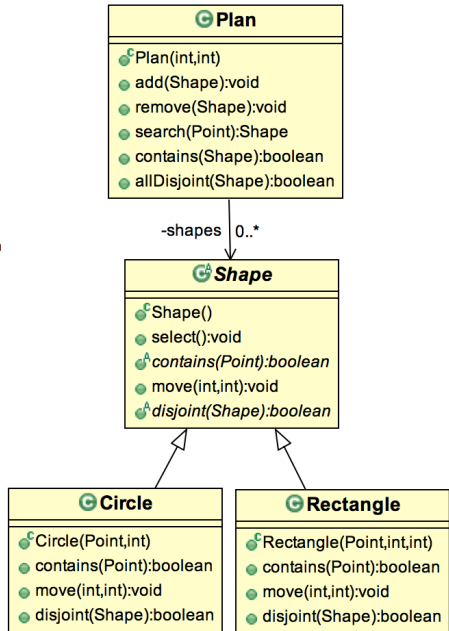 Plan
Plan(int,int)
add(Shape):void
remove(Shape):void
search(Point):Shape
contains(Shape):boolean
allDisjoint(Shape):boolean
-shapes 0..*
Shape
Shape()
select():void
contains(Point):boolean
move(int,int):void
disjoint(Shape):boolean
Circle
Circle(Point,int)
contains(Point):boolean
move(int,int):void
disjoint(Shape):boolean
Rectangle
Rectangle(Point,int,int)
contains(Point):boolean
move(int,int):void
disjoint(Shape):boolean